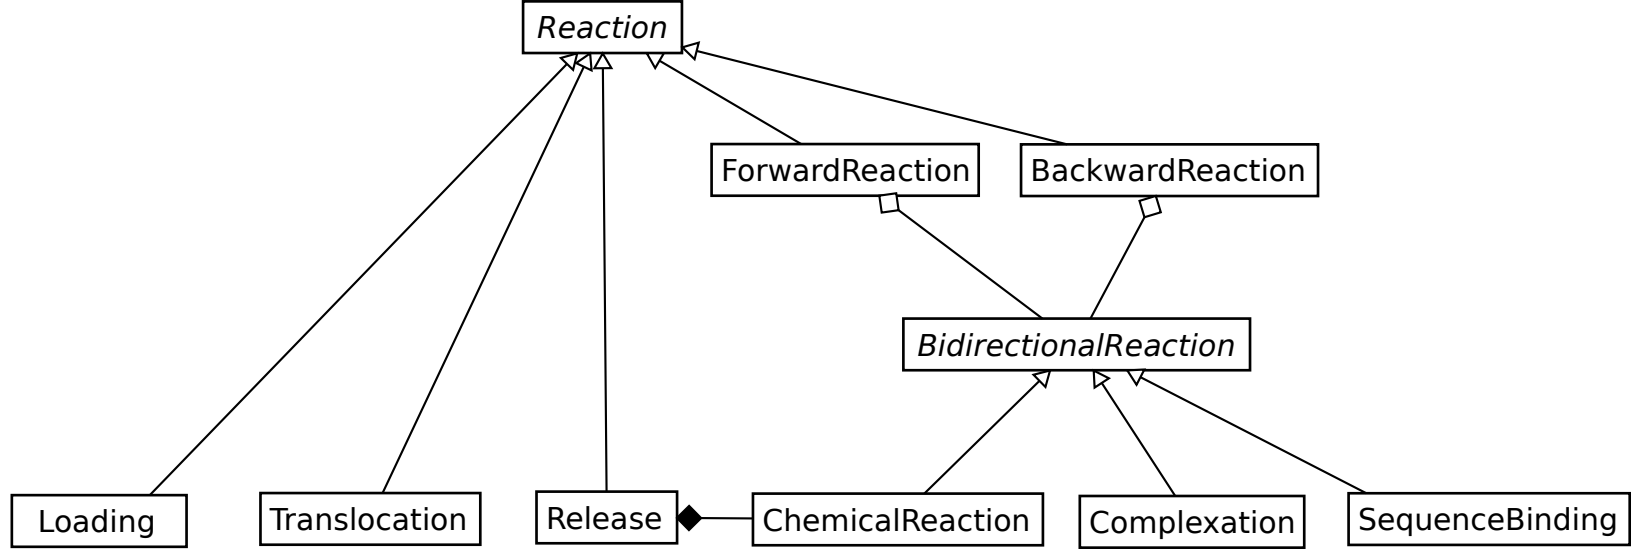 Reaction
ForwardReaction
BackwardReaction
BidirectionalReaction
Loading
Translocation
Release
ChemicalReaction
Complexation
SequenceBinding